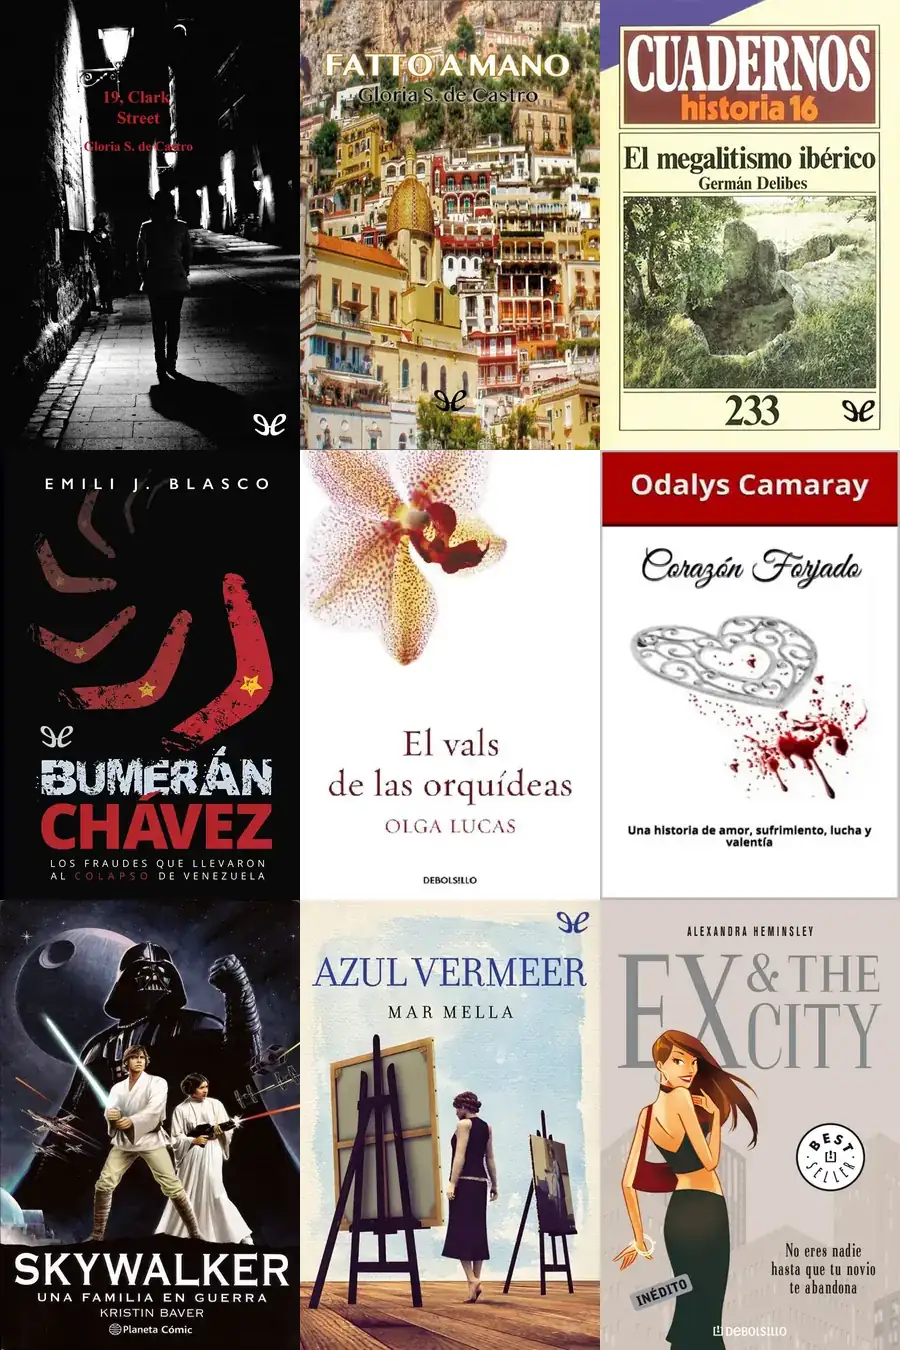 19, Clark
Street
Gloria S. de Castro
FATTO A MANO
Gloria S. de Castro
CUADERNOS
historia 16
El megalitismo ibérico
Germán Delibes
233
EMILI J. BLASCO
BUMERÁN
CHÁVEZ
LOS FRAUDES QUE LLEVARON
AL COLAPSO DE VENEZUELA
El vals
de las orquídeas
OLGA LUCAS
DEBOLSILLO
Odalys Camaray
Corazón Forjado
Una historia de amor, sufrimiento, lucha y
valentía
SKYWALKER
UNA FAMILIA EN GUERRA
KRISTIN BAVER
Planeta Cómic
AZUL VERMEER
MAR MELLA
ALEXANDRA HEMINSLEY
EX & THE
CITY
BEST
SELLER
No eres nadie
hasta que tu novio
te abandona
INÉDITO
DEBOLSILLO